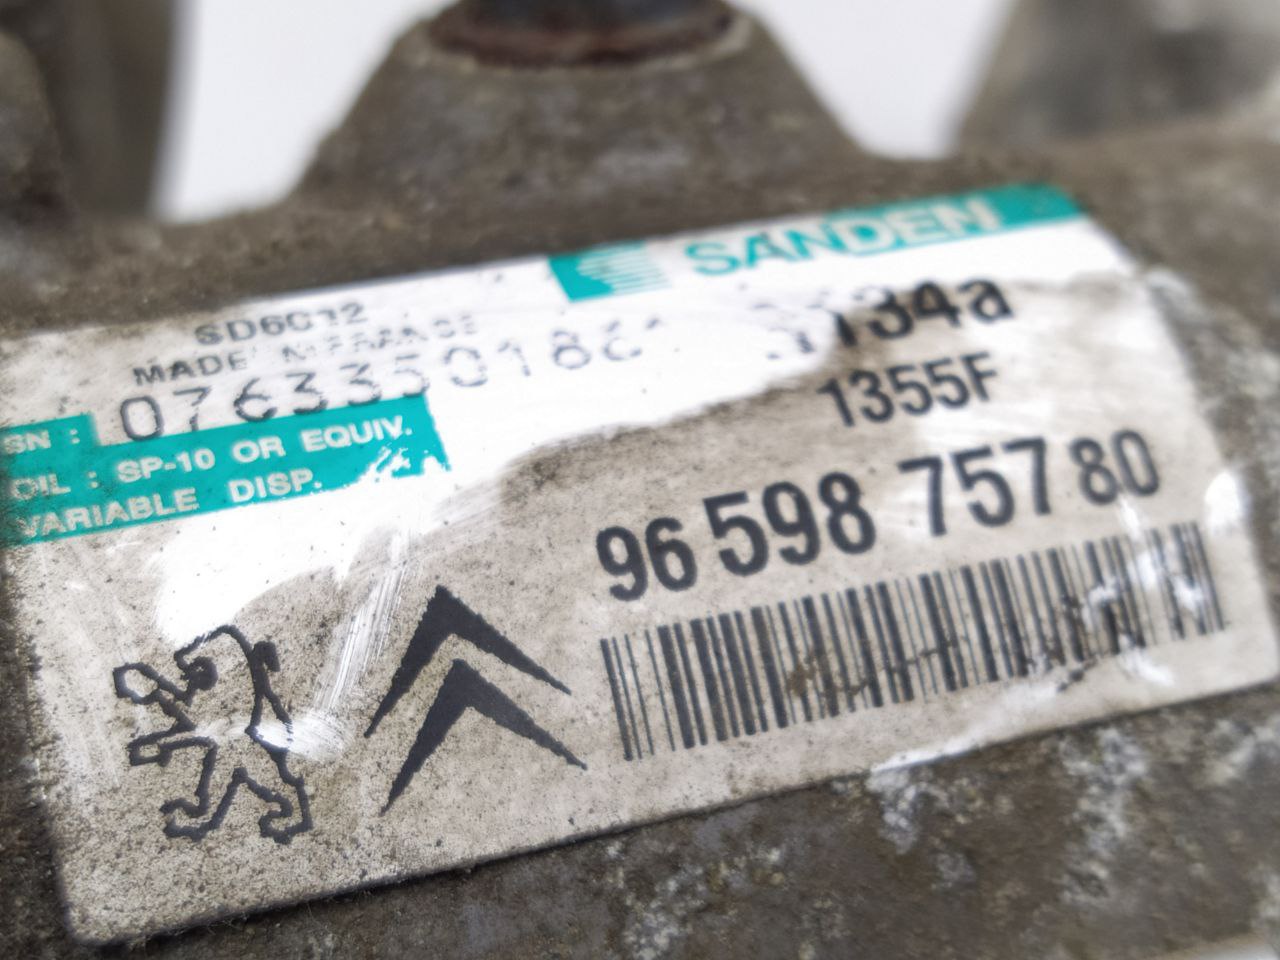 SANDEN
SD6C12
MADE IN FRANCE
134a
SN :
1355F
OIL : SP-10 OR EQUIV.
VARIABLE DISP.
96 598 757 80